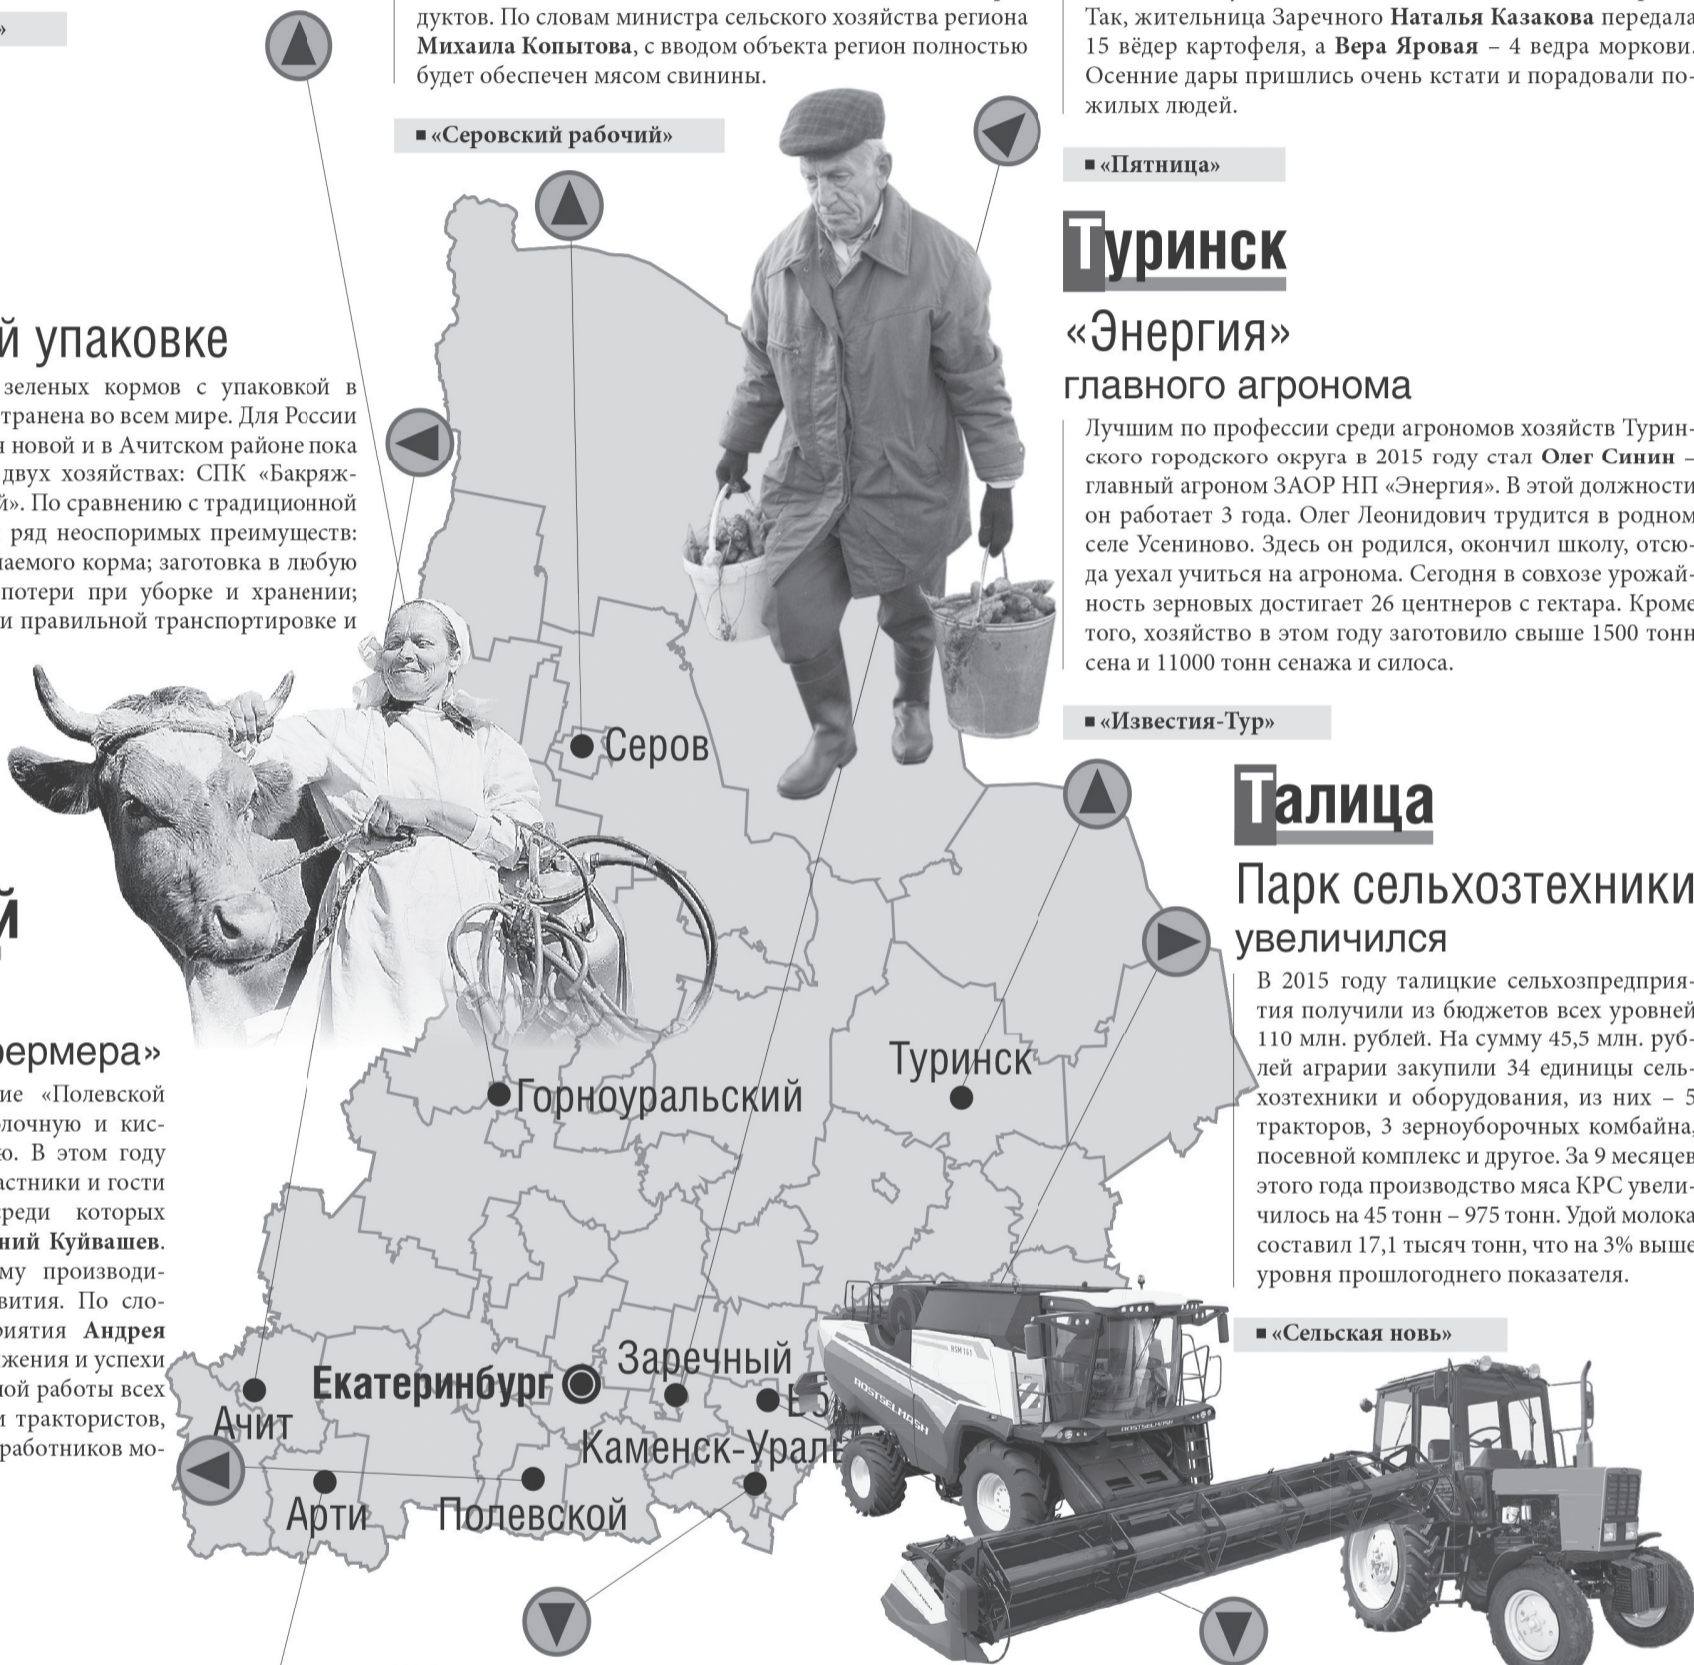 »
й упаковке
зеленых кормов с упаковкой в
транена во всем мире. Для России
новой и в Ачитском районе пока
двух хозяйствах: СПК «Бакряж-
й». По сравнению с традиционной
ряд неоспоримых преимуществ:
аемого корма; заготовка в любую
потери при уборке и хранении;
и правильной транспортировке и
й
фермера»
ие «Полевской
лочную и кис-
ю. В этом году
астники и гости
среди которых
ний Куйвашев.
му производи-
вития. По сло-
риятия Андрея
жения и успехи
ной работы всех
и трактористов,
работников мо-
дуктов. По словам министра сельского хозяйства региона
Михаила Копытова, с вводом объекта регион полностью
будет обеспечен мясом свинины.
«Серовский рабочий»
Так, жительница Заречного Наталья Казакова передала
15 вёдер картофеля, а Вера Яровая – 4 ведра моркови.
Осенние дары пришлись очень кстати и порадовали по-
жилых людей.
«Пятница»
Туринск
«Энергия»
главного агронома
Лучшим по профессии среди агрономов хозяйств Турин-
ского городского округа в 2015 году стал Олег Синин –
главный агроном ЗАОР НП «Энергия». В этой должности
он работает 3 года. Олег Леонидович трудится в родном
селе Усениново. Здесь он родился, окончил школу, отсю-
да уехал учиться на агронома. Сегодня в совхозе урожай-
ность зерновых достигает 26 центнеров с гектара. Кроме
того, хозяйство в этом году заготовило свыше 1500 тонн
сена и 11000 тонн сенажа и силоса.
«Известия-Тур»
Талица
Парк сельхозтехники
увеличился
В 2015 году талицкие сельхозпредприя-
тия получили из бюджетов всех уровней
110 млн. рублей. На сумму 45,5 млн. руб-
лей аграрии закупили 34 единицы сель-
хозтехники и оборудования, из них – 5
тракторов, 3 зерноуборочных комбайна,
посевной комплекс и другое. За 9 месяцев
этого года производство мяса КРС увели-
чилось на 45 тонн – 975 тонн. Удой молока
составил 17,1 тысяч тонн, что на 3% выше
уровня прошлогоднего показателя.
«Сельская новь»
Серов
Туринск
Горноуральский
Заречный
Екатеринбург
Ачит
Каменск-Ураль
Арти
Полевской
RSM 161
ROSTSELMASH
ROSTSELMASH